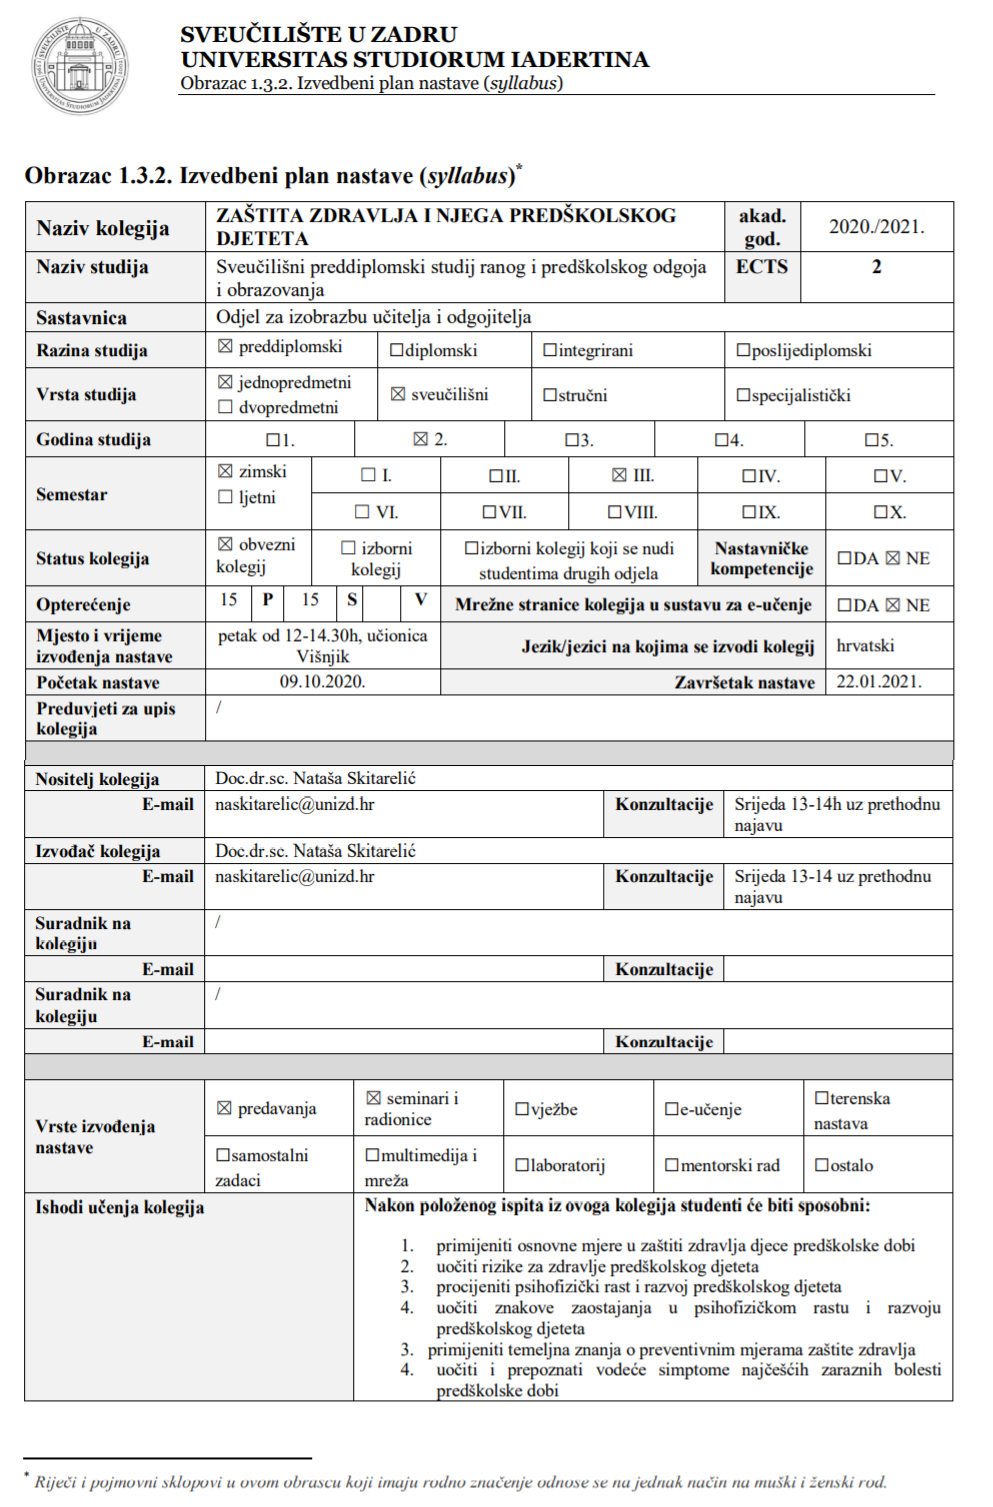 SVEUČILIŠTE U ZADRU
UNIVERSITAS STUDIORUM IADERTINA
Obrazac 1.3.2. Izvedbeni plan nastave (syllabus)
Obrazac 1.3.2. Izvedbeni plan nastave (syllabus)*
Naziv kolegija ZAŠTITA ZDRAVLJA I NJEGA PREDŠKOLSKOG DJETETA akad. god. 2020./2021.
Naziv studija Sveučilišni preddiplomski studij ranog i predškolskog odgoja i obrazovanja ECTS 2
Sastavnica Odjel za izobrazbu učitelja i odgojitelja
Razina studija ☒ preddiplomski ☐diplomski ☐integrirani ☐poslijediplomski
Vrsta studija ☒ jednopredmetni ☐ dvopredmetni ☒ sveučilišni ☐stručni ☐specijalistički
Godina studija ☐1. ☒ 2. ☐3. ☐4. ☐5.
Semestar ☒ zimski ☐ ljetni ☐ I. ☐II. ☒ III. ☐IV. ☐V.
☐ VI. ☐VII. ☐VIII. ☐IX. ☐X.
Status kolegija ☒ obvezni kolegij ☐ izborni kolegij ☐izborni kolegij koji se nudi studentima drugih odjela Nastavničke kompetencije ☐DA ☒ NE
Opterećenje 15 P 15 S V Mrežne stranice kolegija u sustavu za e-učenje ☐DA ☒ NE
Mjesto i vrijeme izvođenja nastave petak od 12-14.30h, učionica Višnjik Jezik/jezici na kojima se izvodi kolegij hrvatski
Početak nastave 09.10.2020. Završetak nastave 22.01.2021.
Preduvjeti za upis kolegija /
Nositelj kolegija Doc.dr.sc. Nataša Skitarelić
E-mail naskitarelic@unizd.hr Konzultacije Srijeda 13-14h uz prethodnu najavu
Izvođač kolegija Doc.dr.sc. Nataša Skitarelić
E-mail naskitarelic@unizd.hr Konzultacije Srijeda 13-14 uz prethodnu najavu
Suradnik na kolegiju /
E-mail Konzultacije
Suradnik na kolegiju /
E-mail Konzultacije
Vrste izvođenja nastave ☒ predavanja ☒ seminari i radionice ☐vježbe ☐e-učenje ☐terenska nastava
☐samostalni zadaci ☐multimedija i mreža ☐laboratorij ☐mentorski rad ☐ostalo
Ishodi učenja kolegija Nakon položenog ispita iz ovoga kolegija studenti će biti sposobni:
1. primijeniti osnovne mjere u zaštiti zdravlja djece predškolske dobi
2. uočiti rizike za zdravlje predškolskog djeteta
3. procijeniti psihofizički rast i razvoj predškolskog djeteta
4. uočiti znakove zaostajanja u psihofizičkom rastu i razvoju
predškolskog djeteta
3. primijeniti temeljna znanja o preventivnim mjerama zaštite zdravlja
4. uočiti i prepoznati vodeće simptome najčešćih zaraznih bolesti
predškolske dobi
* Riječi i pojmovni sklopovi u ovom obrascu koji imaju rodno značenje odnose se na jednak način na muški i ženski rod.